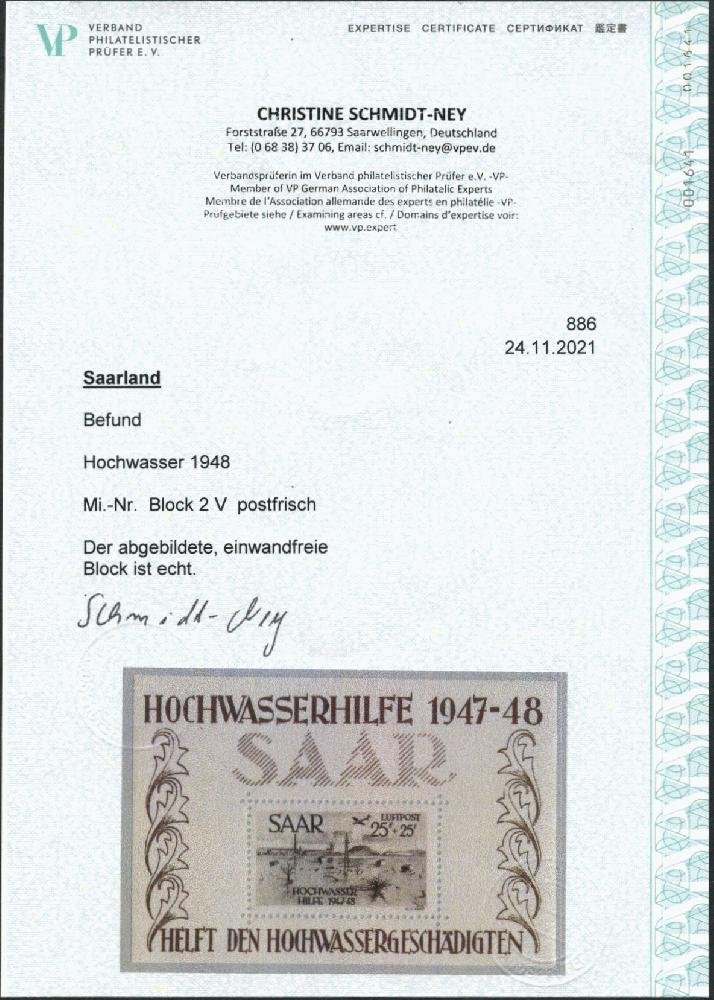 VP VERBAND
PHILATELISTISCHER
PRÜFER E. V.
EXPERTISE CERTIFICATE СЕРТИФИКАТ 鑑定書
001641
001641
CHRISTINE SCHMIDT-NEY
Forststraße 27, 66793 Saarwellingen, Deutschland
Tel: (0 68 38) 37 06, Email: schmidt-ney@vpev.de
Verbandsprüferin im Verband philatelistischer Prüfer e.V. -VP-
Member of VP German Association of Philatelic Experts
Membre de l'Association allemande des experts en philatélie -VP-
Prüfgebiete siehe / Examining areas cf. / Domains d'expertise voir:
www.vp.expert
886
24.11.2021
Saarland
Befund
Hochwasser 1948
Mi.-Nr. Block 2 V postfrisch
Der abgebildete, einwandfreie
Block ist echt.
Schmidt-Ney
HOCHWASSERHILFE 1947-48
SAAR
SAAR
LUFTPOST
25F+25F
HOCHWASSER
HILFE 1947/48
HELFT DEN HOCHWASSERGESCHÄDIGTEN